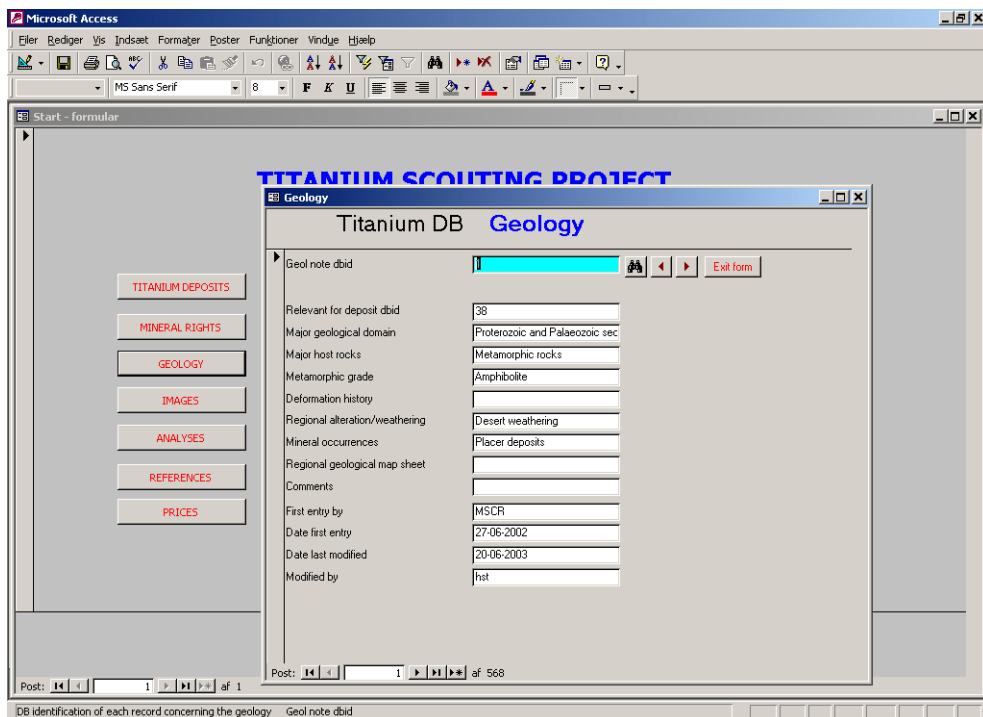 Microsoft Access
Filer Rediger Vis Indsæt Formater Poster Funktioner Vindue Hjælp
MS Sans Serif 8 F K U
Start - formular
TITANIUM SCOUTING PROJECT
Geology
Titanium DB Geology
Geol note dbid 1 Exit form
TITANIUM DEPOSITS
MINERAL RIGHTS
GEOLOGY
IMAGES
ANALYSES
REFERENCES
PRICES
Relevant for deposit dbid 38
Major geological domain Proterozoic and Palaeozoic sec
Major host rocks Metamorphic rocks
Metamorphic grade Amphibolite
Deformation history
Regional alteration/weathering Desert weathering
Mineral occurrences Placer deposits
Regional geological map sheet
Comments
First entry by MSCR
Date first entry 27-06-2002
Date last modified 20-06-2003
Modified by hst
Post: 1 af 568
Post: 1 af 1
DB identification of each record concerning the geology Geol note dbid